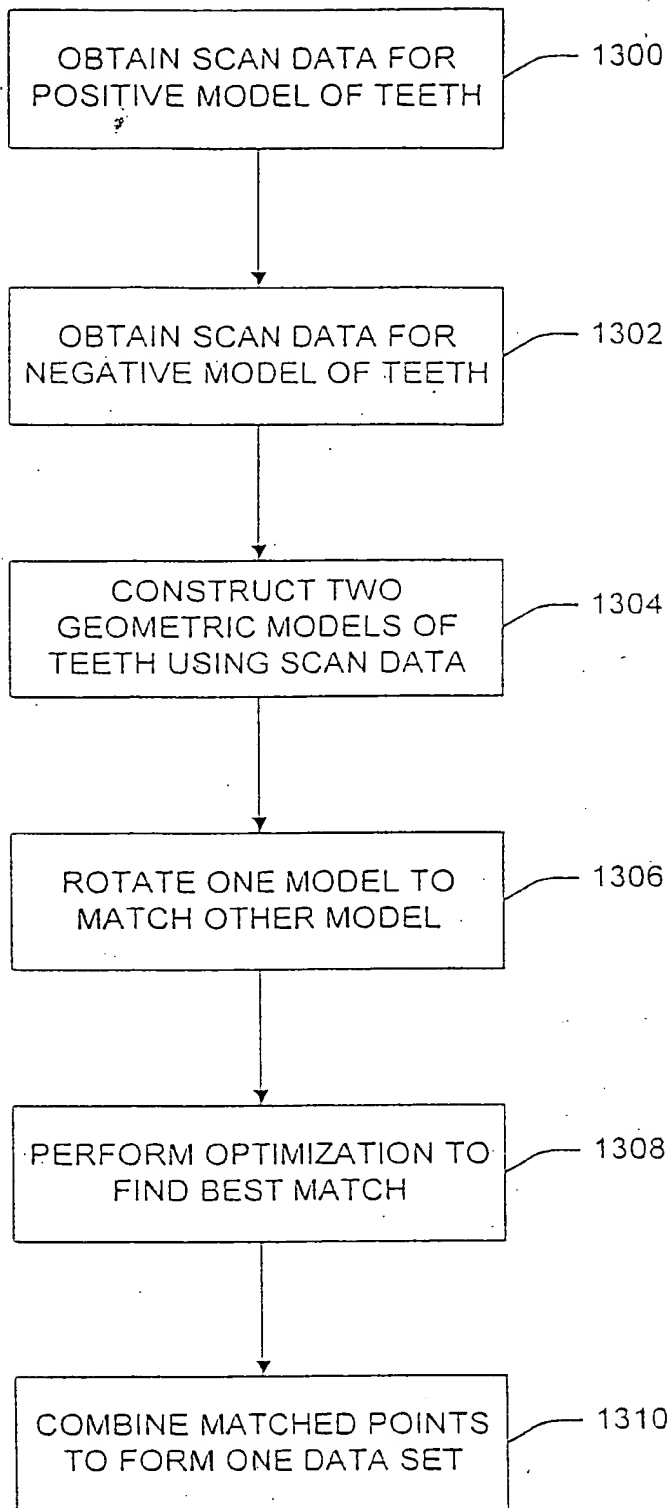 OBTAIN SCAN DATA FOR
POSITIVE MODEL OF TEETH
1300
OBTAIN SCAN DATA FOR
NEGATIVE MODEL OF TEETH
1302
CONSTRUCT TWO
GEOMETRIC MODELS OF
TEETH USING SCAN DATA
1304
ROTATE ONE MODEL TO
MATCH OTHER MODEL
1306
PERFORM OPTIMIZATION TO
FIND BEST MATCH
1308
COMBINE MATCHED POINTS
TO FORM ONE DATA SET
1310